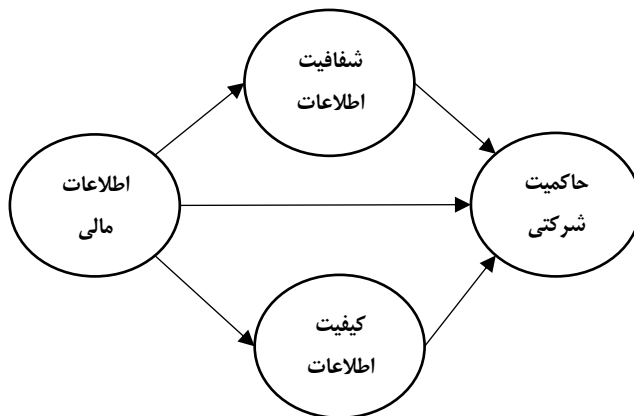 شفافیت
اطلاعات
حاکمیت
شرکتی
اطلاعات
مالی
کیفیت
اطلاعات